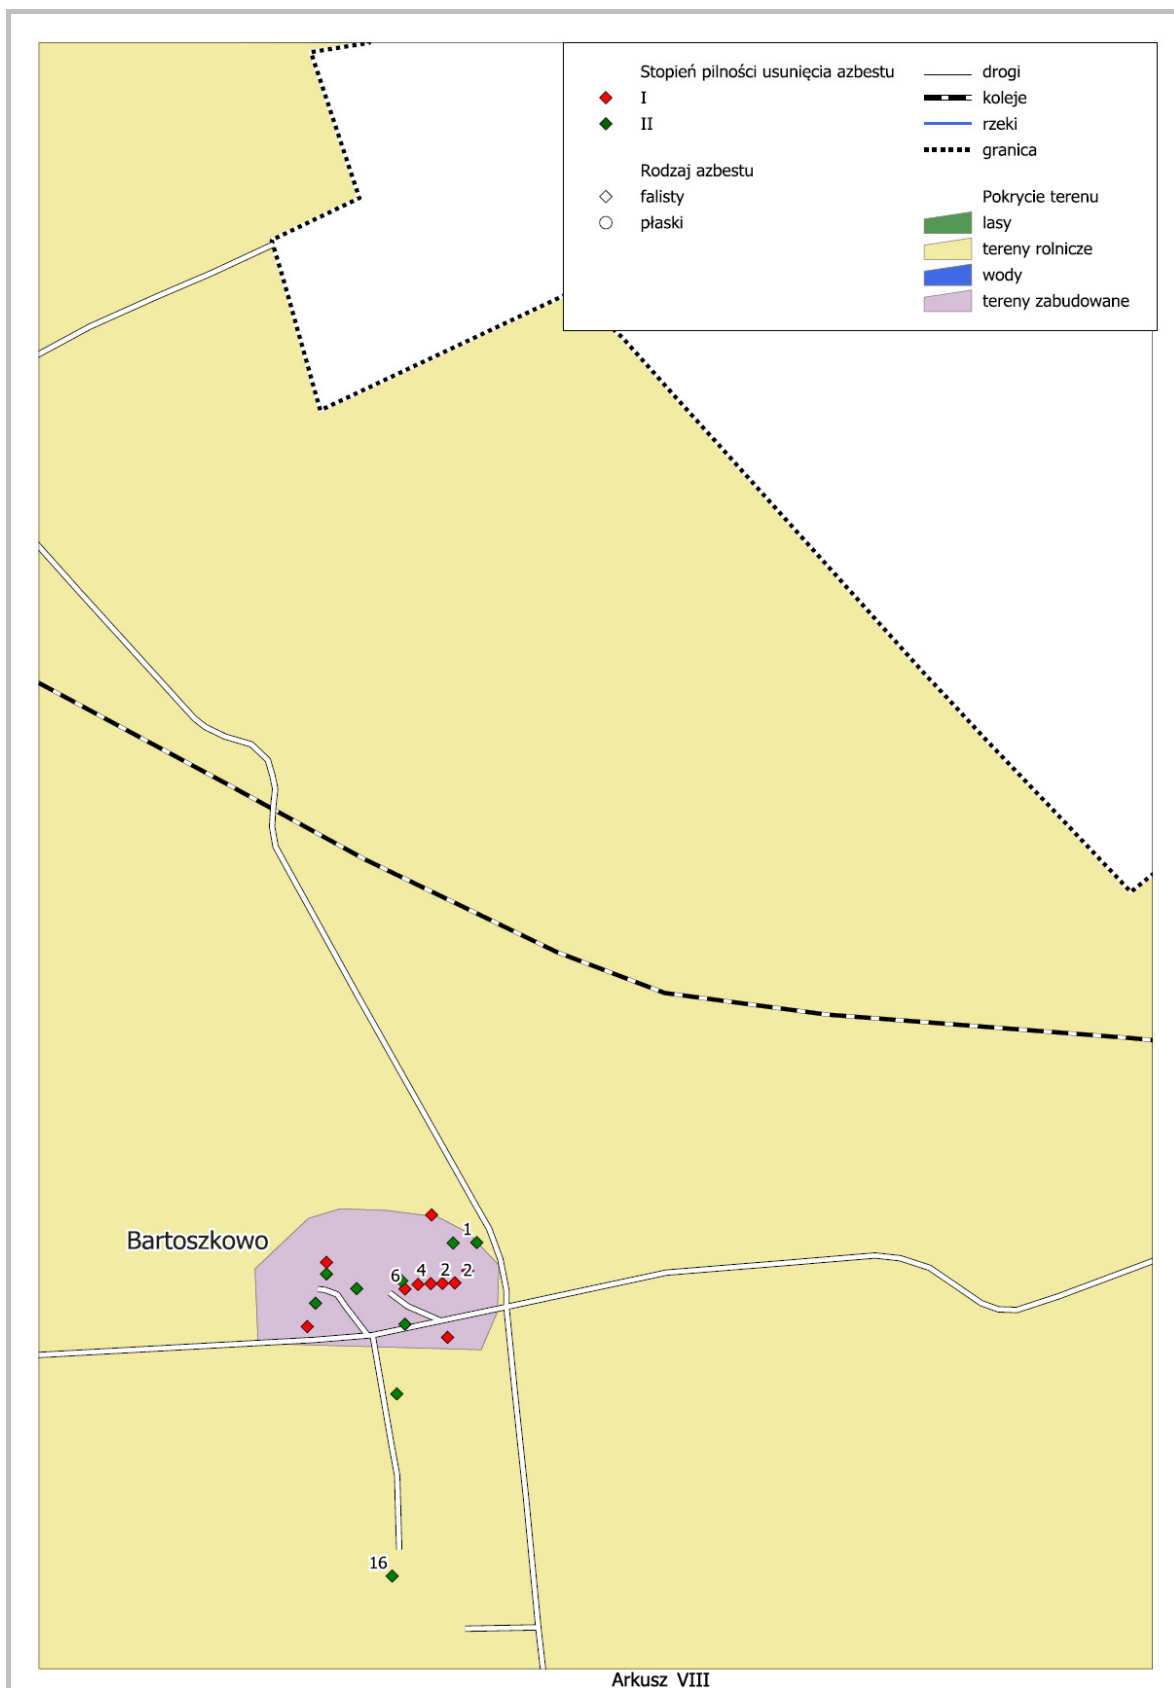 Stopień pilności usunięcia azbestu
I
II
Rodzaj azbestu
falisty
płaski
drogi
koleje
rzeki
granica
Pokrycie terenu
lasy
tereny rolnicze
wody
tereny zabudowane
Bartoszkowo
1
6 4 2 2
16
Arkusz VIII